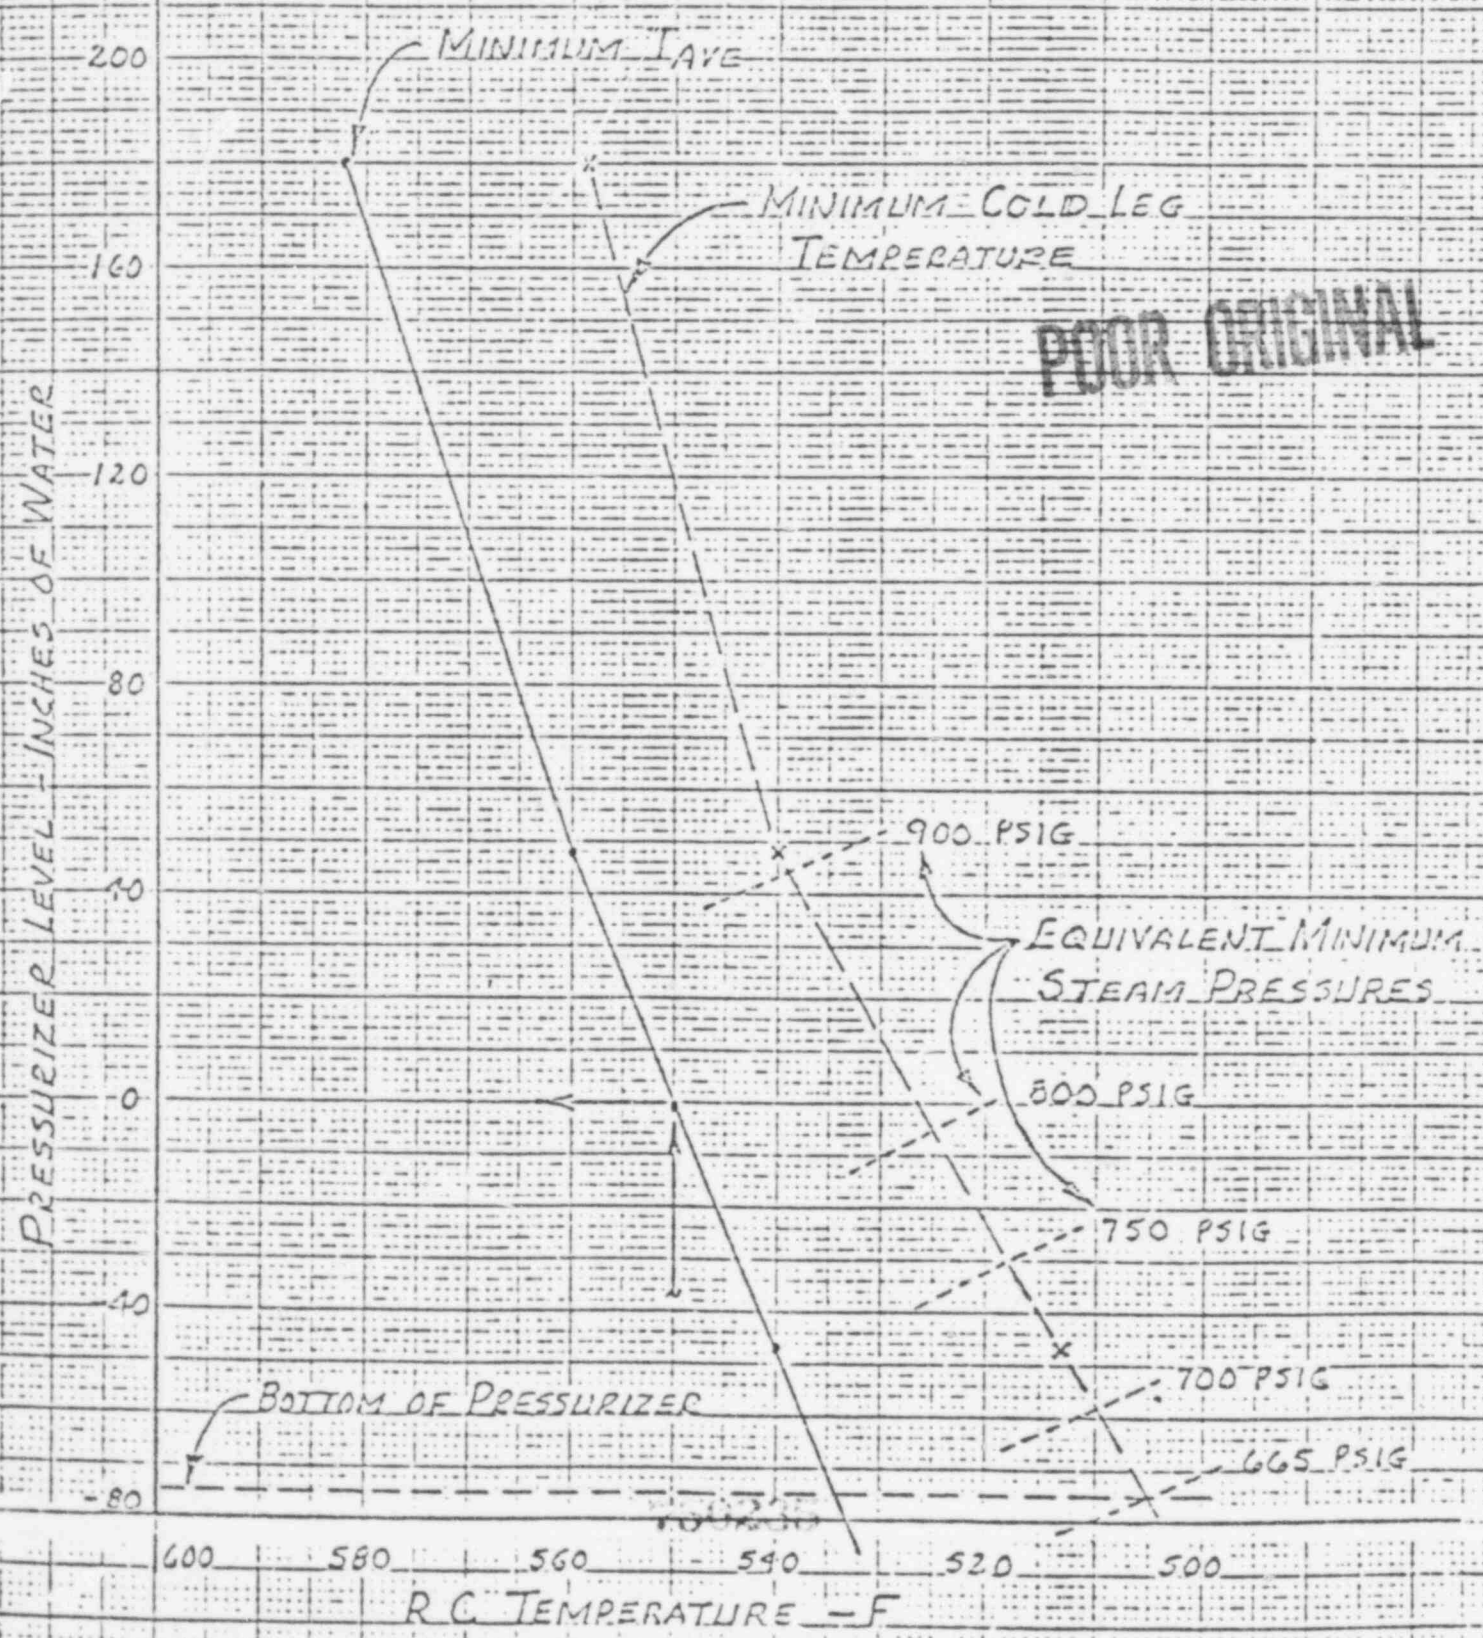 200
MINIMUM TAVE
MINIMUM COLD LEG
TEMPERATURE
160
POOR ORIGINAL
120
PRESSURIZER LEVEL - INCHES OF WATER
80
900 PSIG
40
EQUIVALENT MINIMUM
STEAM PRESSURES
0
800 PSIG
750 PSIG
-40
700 PSIG
BOTTOM OF PRESSURIZER
665 PSIG
-80
600 580 560 540 520 500
R C TEMPERATURE - F